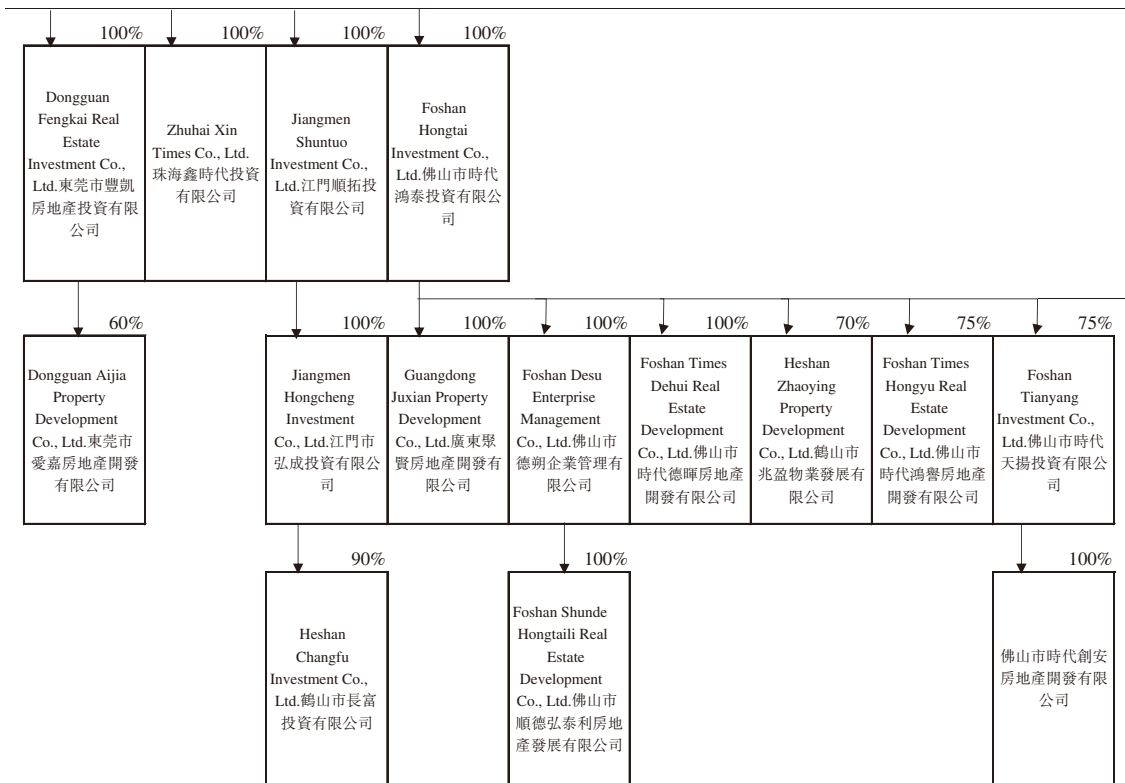 100%
100%
100%
100%
Dongguan
Fengkai Real
Estate
Investment Co.,
Ltd.東莞市豐凱
房地產投資有限
公司
Zhuhai Xin
Times Co., Ltd.
珠海鑫時代投資
有限公司
Jiangmen
Shuntuo
Investment Co.,
Ltd.江門順拓投
資有限公司
Foshan
Hongtai
Investment Co.,
Ltd.佛山市時代
鴻泰投資有限公
司
60%
100%
100%
100%
100%
70%
75%
75%
Dongguan Aijia
Property
Development
Co., Ltd.東莞市
愛嘉房地產開發
有限公司
Jiangmen
Hongcheng
Investment
Co., Ltd.江門市
弘成投資有限公
司
Guangdong
Juxian Property
Development
Co., Ltd.廣東聚
賢房地產開發有
限公司
Foshan Desu
Enterprise
Management
Co., Ltd.佛山市
德朔企業管理有
限公司
Foshan Times
Dehui Real
Estate
Development
Co., Ltd.佛山市
時代德暉房地產
開發有限公司
Heshan
Zhaoying
Property
Development
Co., Ltd.鶴山市
兆盈物業發展有
限公司
Foshan Times
Hongyu Real
Estate
Development
Co., Ltd.佛山市
時代鴻譽房地產
開發有限公司
Foshan
Tianyang
Investment Co.,
Ltd.佛山市時代
天揚投資有限公
司
90%
100%
100%
Heshan
Changfu
Investment Co.,
Ltd.鶴山市長富
投資有限公司
Foshan Shunde
Hongtaili Real
Estate
Development
Co., Ltd.佛山市
順德弘泰利房地
產發展有限公司
佛山市時代創安
房地產開發有限
公司